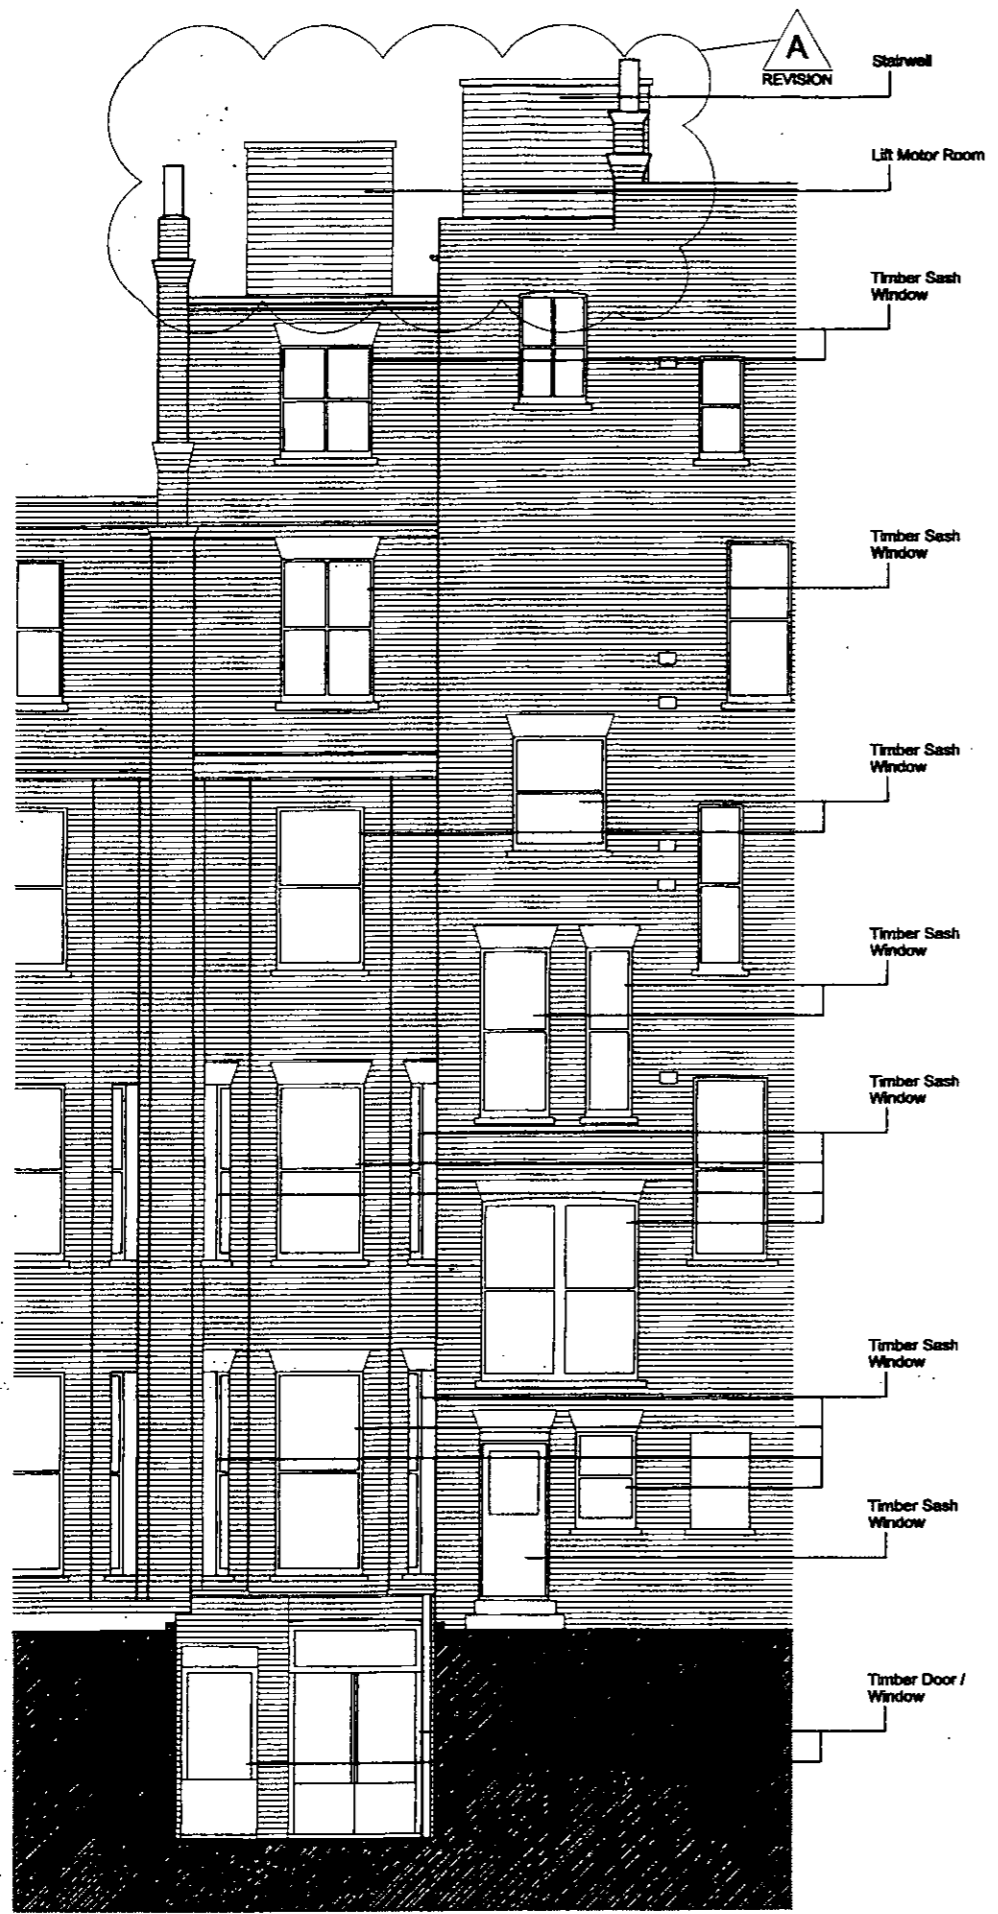 A
REVISION
Stairwell
Lift Motor Room
Timber Sash
Window
Timber Sash
Window
Timber Sash
Window
Timber Sash
Window
Timber Sash
Window
Timber Sash
Window
Timber Sash
Window
Timber Door /
Window